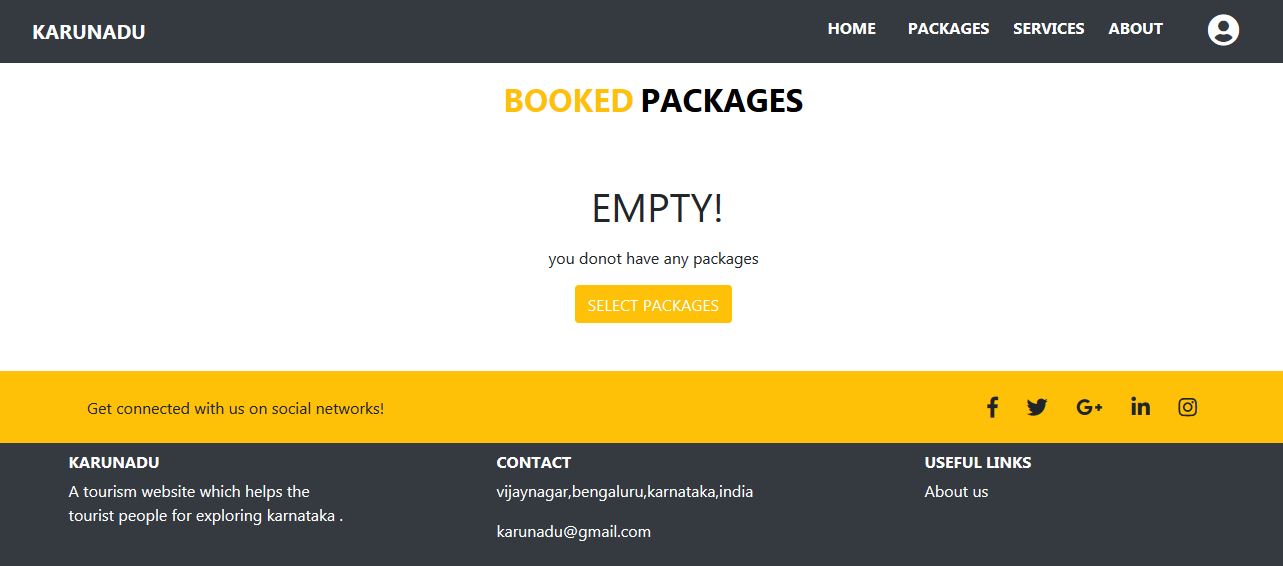 KARUNADU
HOME PACKAGES SERVICES ABOUT
BOOKED PACKAGES
EMPTY!
you donot have any packages
SELECT PACKAGES
Get connected with us on social networks!
KARUNADU
A tourism website which helps the
tourist people for exploring karnataka .
CONTACT
vijaynagar,bengaluru,karnataka,india
karunadu@gmail.com
USEFUL LINKS
About us